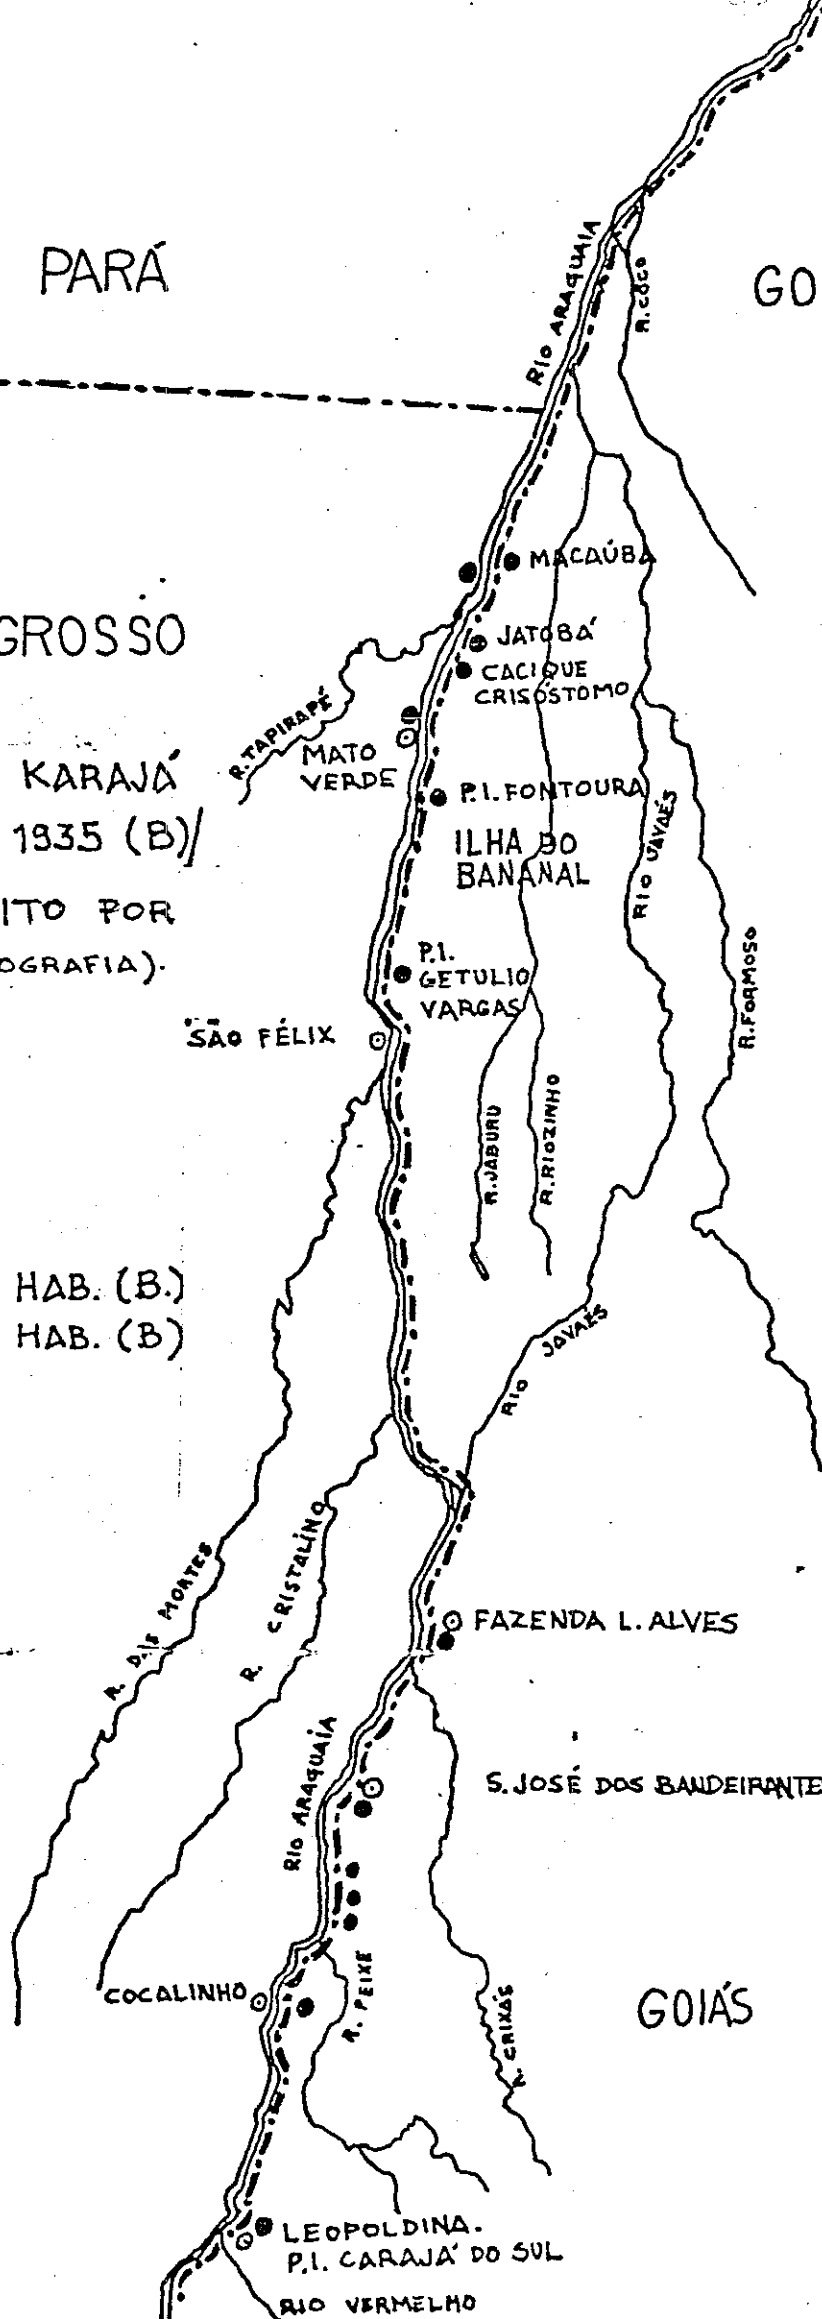 PARÁ
GO
RIO ARAGUAIA
R. CÔCO
MACAÚBA
GROSSO
JATOBÁ
CACIQUE
CRISÓSTOMO
R. TAPIRAPÉ
MATO
VERDE
KARAJÁ
1935 (B)/
P.I. FONTOURA
ILHA DO
BANANAL
RIO JAVAÉS
ITO POR
OGRAFIA).
R. FORMOSO
P.I.
GETULIO
VARGAS
SÃO FÉLIX
R. JABURU
R. RIOZINHO
HAB. (B.)
HAB. (B)
RIO JAVAÉS
R. DAS MORTES
R. CRISTALINO
FAZENDA L. ALVES
RIO ARAGUAIA
S. JOSÉ DOS BANDEIRANTE
COCALINHO
R. PEIXE
R. CRIXÁS
GOIÁS
LEOPOLDINA.
P.I. CARAJÁ DO SUL
RIO VERMELHO